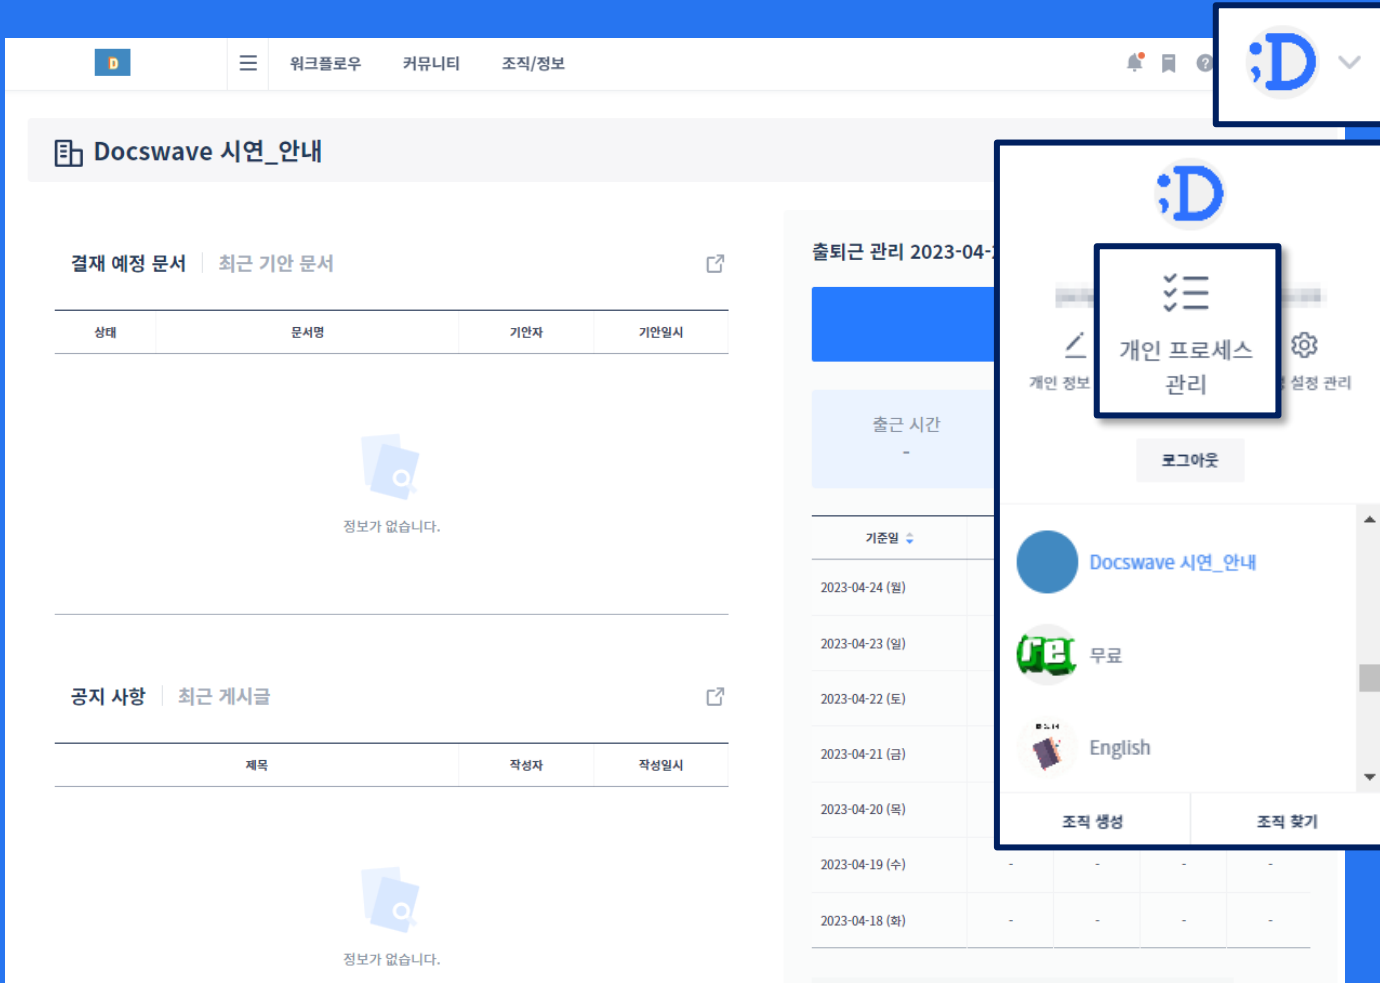 D
워크플로우 커뮤니티 조직/정보
?
;D
Docswave 시연_안내
;D
결재 예정 문서 최근 기안 문서
출퇴근 관리 2023-04-
개인 프로세스
관리
개인 정보
설정 관리
상태 문서명 기안자 기안일시
출근 시간
-
로그아웃
정보가 없습니다.
기준일
Docswave 시연_안내
2023-04-24 (월)
2023-04-23 (일)
무료
공지 사항 최근 게시글
2023-04-22 (토)
English
제목 작성자 작성일시
2023-04-21 (금)
2023-04-20 (목)
조직 생성 조직 찾기
2023-04-19 (수) - - - -
2023-04-18 (화) - - - -
정보가 없습니다.